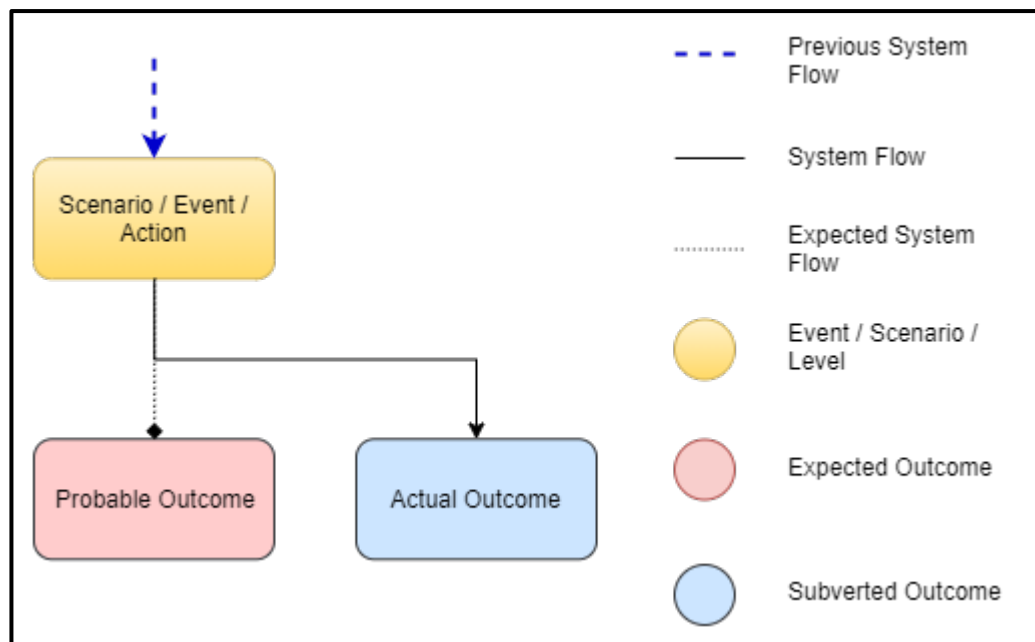 Scenario / Event /
Action
Probable Outcome
Actual Outcome
Previous System
Flow
System Flow
Expected System
Flow
Event / Scenario /
Level
Expected Outcome
Subverted Outcome